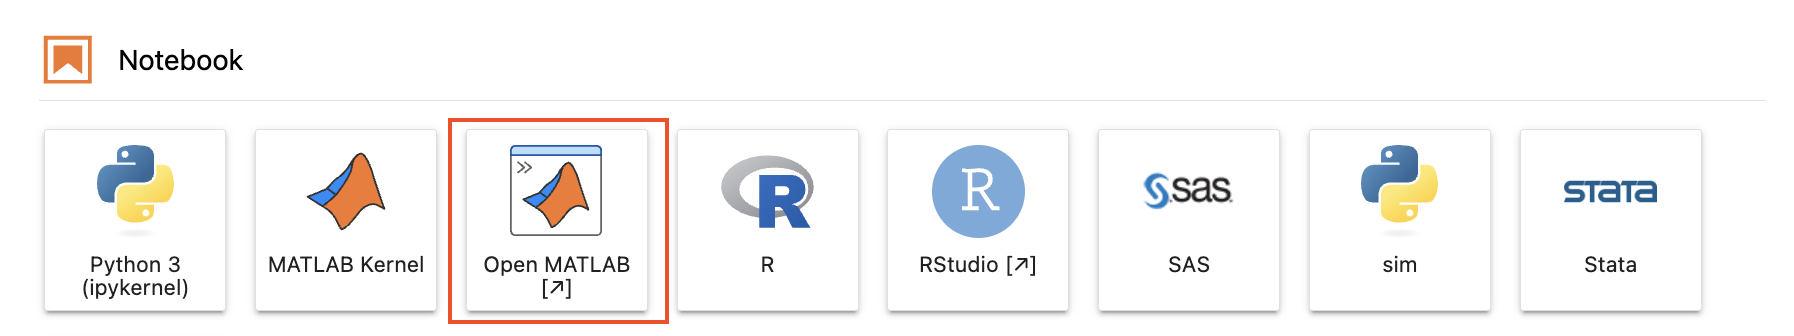 Notebook
Python 3
(ipykernel)
MATLAB Kernel
>>
Open MATLAB
[↗]
R
R
R
RStudio [↗]
sas
SAS
sim
stata
Stata